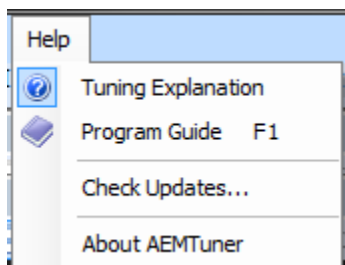 Help
Tuning Explanation
Program Guide F1
Check Updates...
About AEMTuner